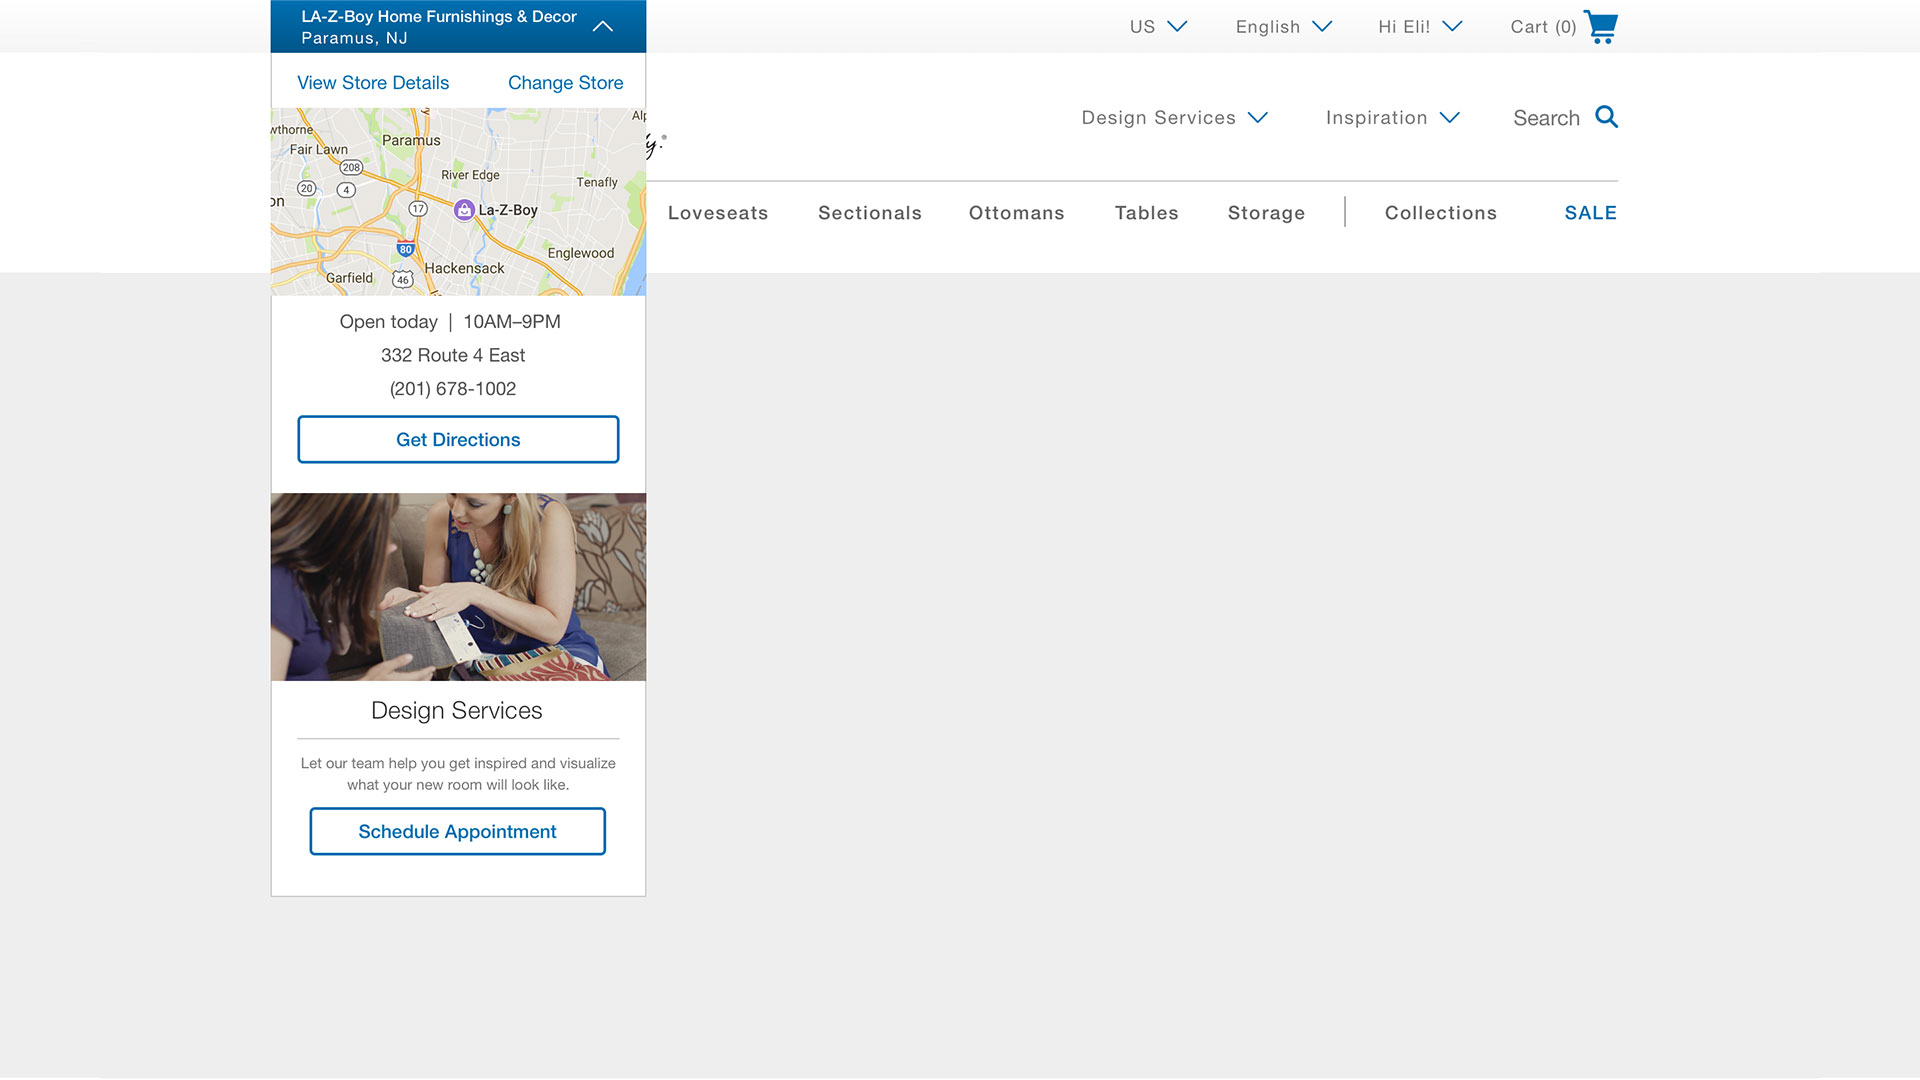 LA-Z-Boy Home Furnishings & Decor
Paramus, NJ
US
English
Hi Eli!
Cart (0)
View Store Details
Change Store
Design Services
Inspiration
Search
wthorne
Fair Lawn
Paramus
208
20
4
River Edge
Tenafly
17
La-Z-Boy
80
Hackensack
Englewood
Garfield
46
y.®
Loveseats
Sectionals
Ottomans
Tables
Storage
Collections
SALE
Open today | 10AM–9PM
332 Route 4 East
(201) 678-1002
Get Directions
Design Services
Let our team help you get inspired and visualize
what your new room will look like.
Schedule Appointment